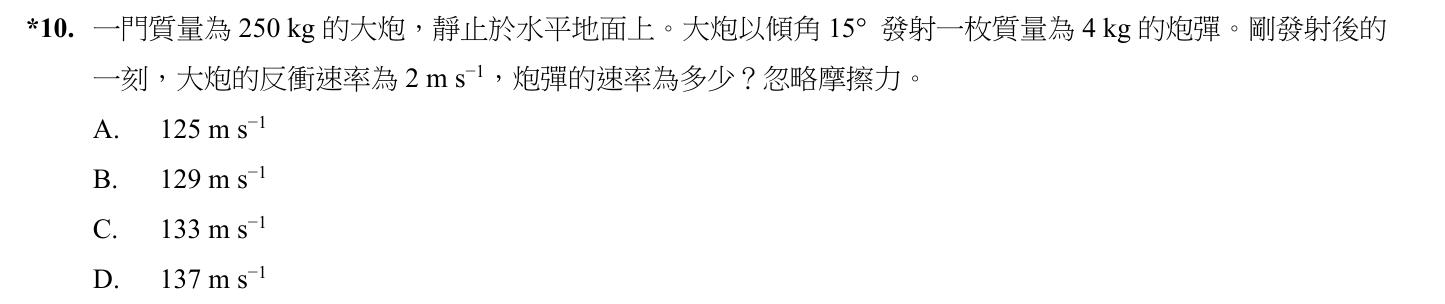 *10. 一門質量為 250 kg 的大炮，靜止於水平地面上。大炮以傾角 15° 發射一枚質量為 4 kg 的炮彈。剛發射後的
一刻，大炮的反衝速率為 2 m s⁻¹，炮彈的速率為多少？忽略摩擦力。
A. 125 m s⁻¹
B. 129 m s⁻¹
C. 133 m s⁻¹
D. 137 m s⁻¹